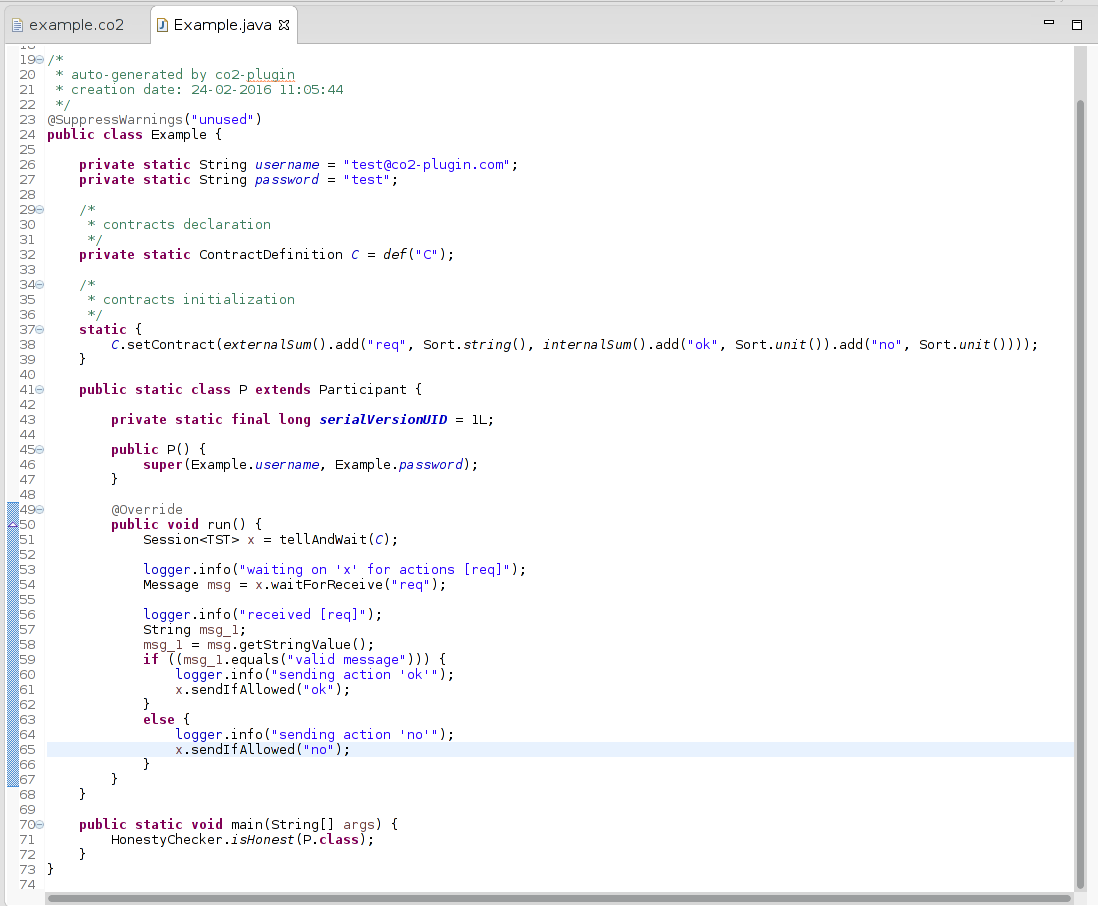 example.co2
Example.java
19 /*
20  * auto-generated by co2-plugin
21  * creation date: 24-02-2016 11:05:44
22  */
23 @SuppressWarnings("unused")
24 public class Example {
25
26     private static String username = "test@co2-plugin.com";
27     private static String password = "test";
28
29     /*
30      * contracts declaration
31      */
32     private static ContractDefinition C = def("C");
33
34     /*
35      * contracts initialization
36      */
37     static {
38         C.setContract(externalSum().add("req", Sort.string(), internalSum().add("ok", Sort.unit()).add("no", Sort.unit())));
39     }
40
41     public static class P extends Participant {
42
43         private static final long serialVersionUID = 1L;
44
45         public P() {
46             super(Example.username, Example.password);
47         }
48
49         @Override
50         public void run() {
51             Session<TST> x = tellAndWait(C);
52
53             logger.info("waiting on 'x' for actions [req]");
54             Message msg = x.waitForReceive("req");
55
56             logger.info("received [req]");
57             String msg_1;
58             msg_1 = msg.getStringValue();
59             if ((msg_1.equals("valid message"))) {
60                 logger.info("sending action 'ok'");
61                 x.sendIfAllowed("ok");
62             }
63             else {
64                 logger.info("sending action 'no'");
65                 x.sendIfAllowed("no");
66             }
67         }
68     }
69
70     public static void main(String[] args) {
71         HonestyChecker.isHonest(P.class);
72     }
73 }
74